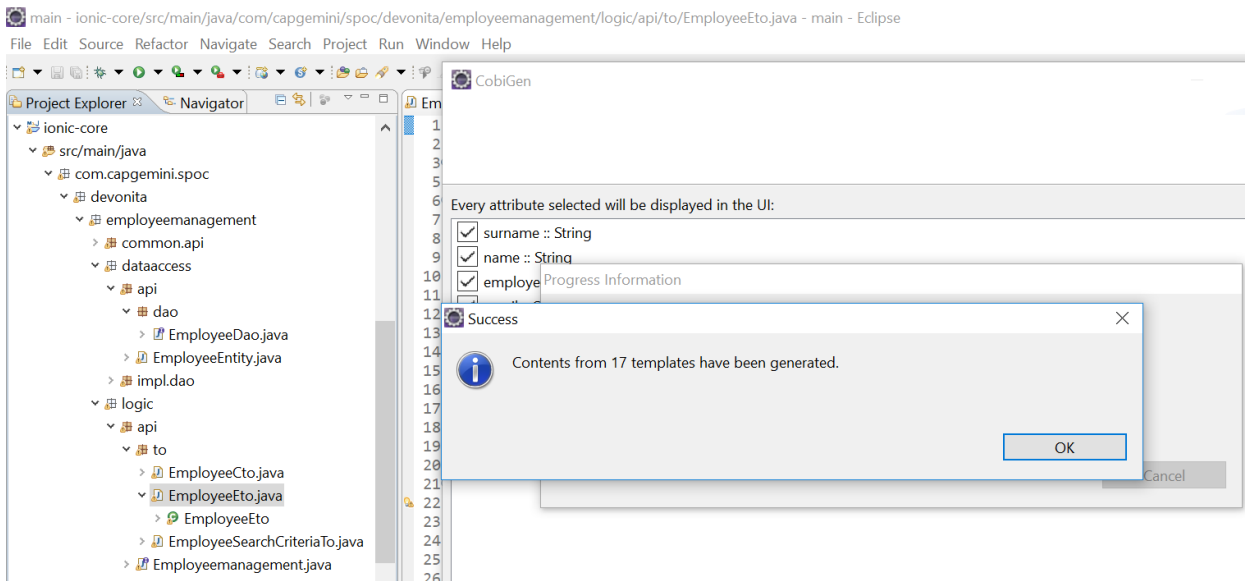 main - ionic-core/src/main/java/com/capgemini/spoc/devonita/employeemanagement/logic/api/to/EmployeeEto.java - main - Eclipse
File Edit Source Refactor Navigate Search Project Run Window Help
CobiGen
Project Explorer
Navigator
Em
ionic-core
src/main/java
com.capgemini.spoc
devonita
employeemanagement
common.api
dataaccess
api
dao
EmployeeDao.java
EmployeeEntity.java
impl.dao
logic
api
to
EmployeeCto.java
EmployeeEto.java
EmployeeEto
EmployeeSearchCriteriaTo.java
Employeemanagement.java
1
2
3
5
6
7
8
9
10
11
12
13
14
15
16
17
18
19
20
21
22
23
24
25
26
Every attribute selected will be displayed in the UI:
surname :: String
name :: String
employe
Progress Information
Success
Contents from 17 templates have been generated.
OK
Cancel